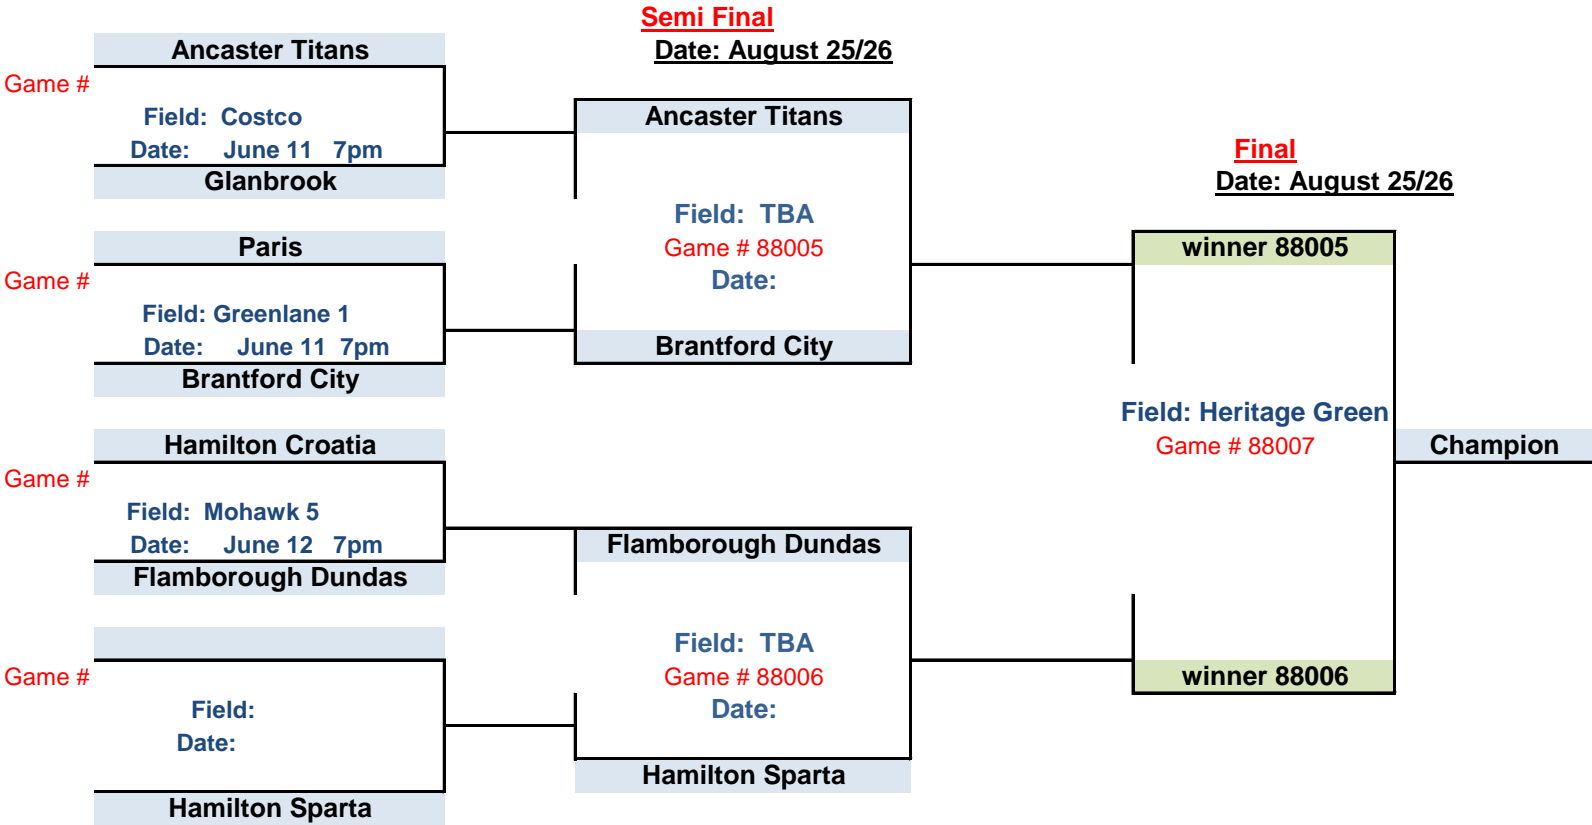 Semi Final
Date: August 25/26
Ancaster Titans
Game #
Field: Costco
Date: June 11 7pm
Glanbrook
Paris
Game #
Field: Greenlane 1
Date: June 11 7pm
Brantford City
Hamilton Croatia
Game #
Field: Mohawk 5
Date: June 12 7pm
Flamborough Dundas
Game #
Field:
Date:
Hamilton Sparta
Ancaster Titans
Field: TBA
Game # 88005
Date:
Brantford City
Flamborough Dundas
Field: TBA
Game # 88006
Date:
Hamilton Sparta
Final
Date: August 25/26
winner 88005
Field: Heritage Green
Game # 88007
winner 88006
Champion